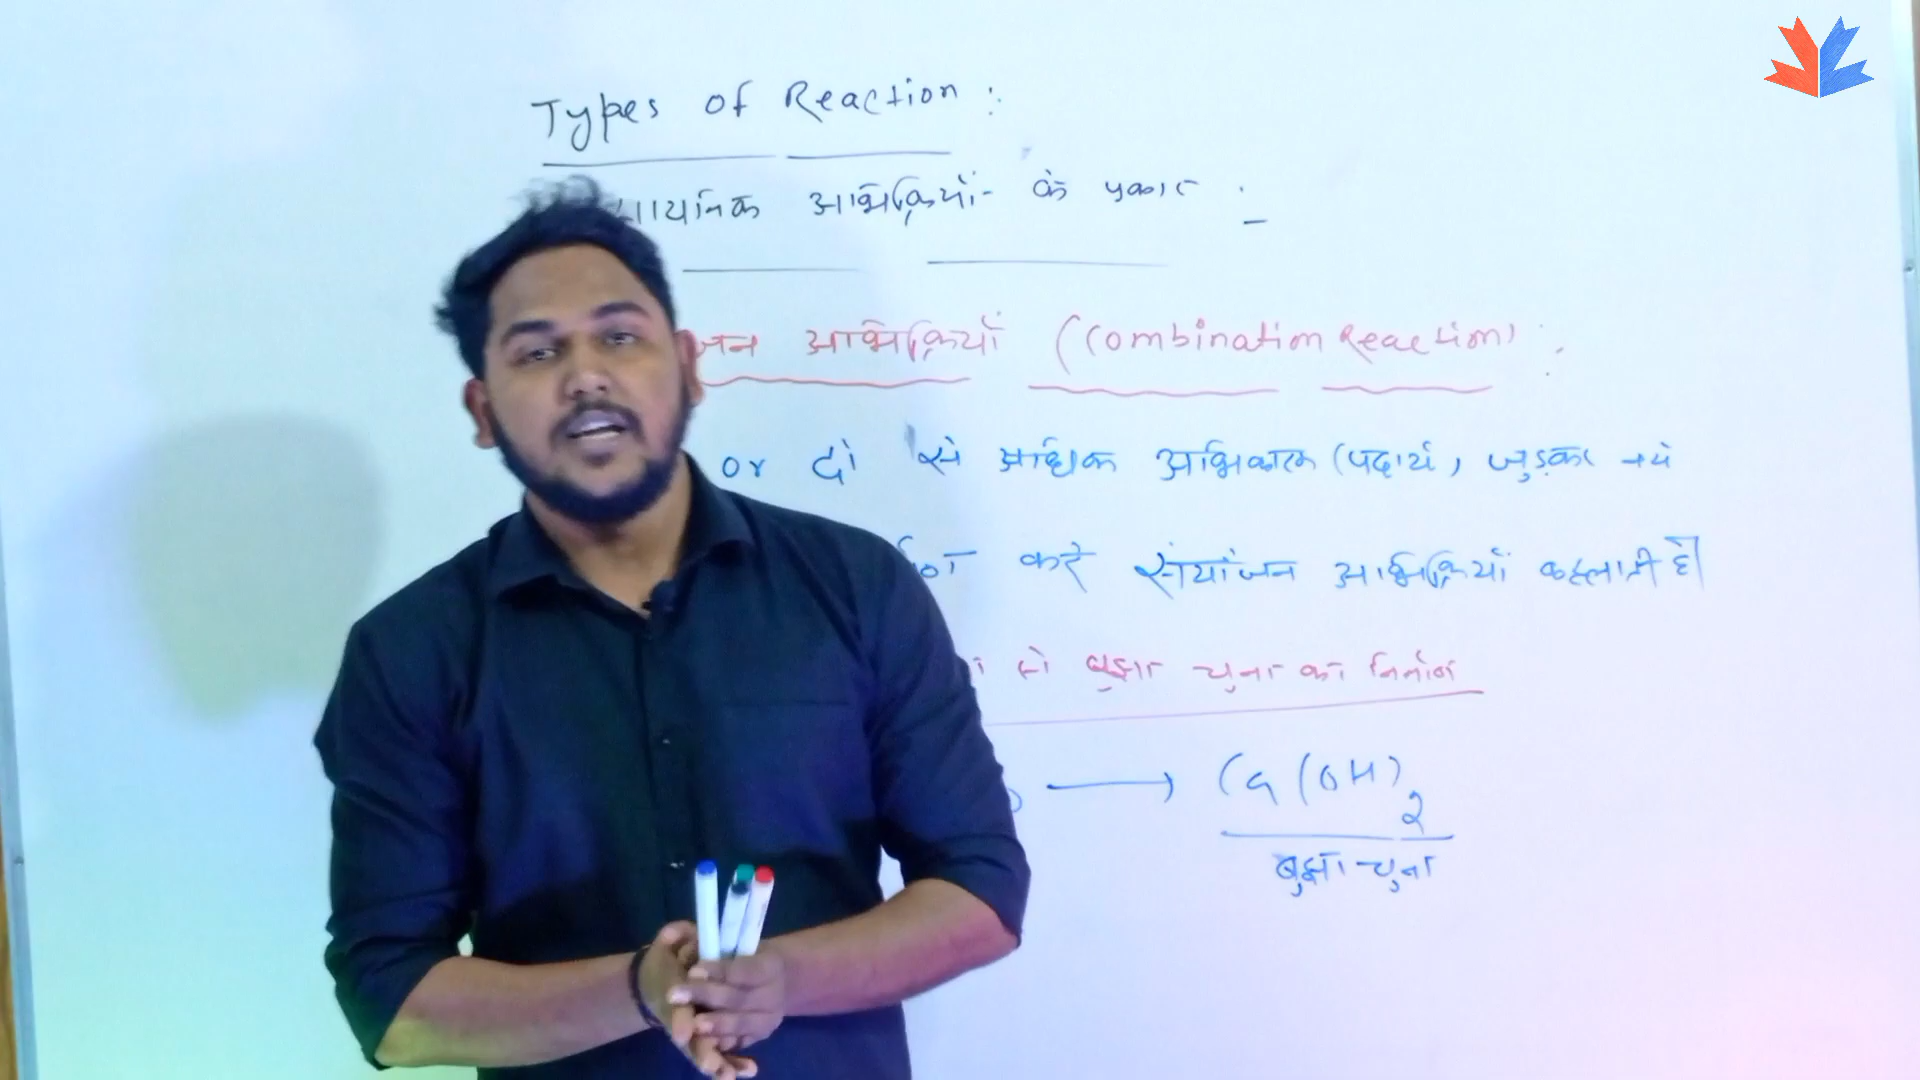 Types of Reaction :
रासायनिक अभिक्रियाँ के प्रकार :-
अभिक्रियाँ (Combination Reaction) :
or दो से अधिक अभिकारक (पदार्थ) जुड़कर नये
करे संयोजन अभिक्रियाँ कहलाती है।
से बुझा चुना का निर्माण
⟶ Ca(OH)2
बुझा चुना